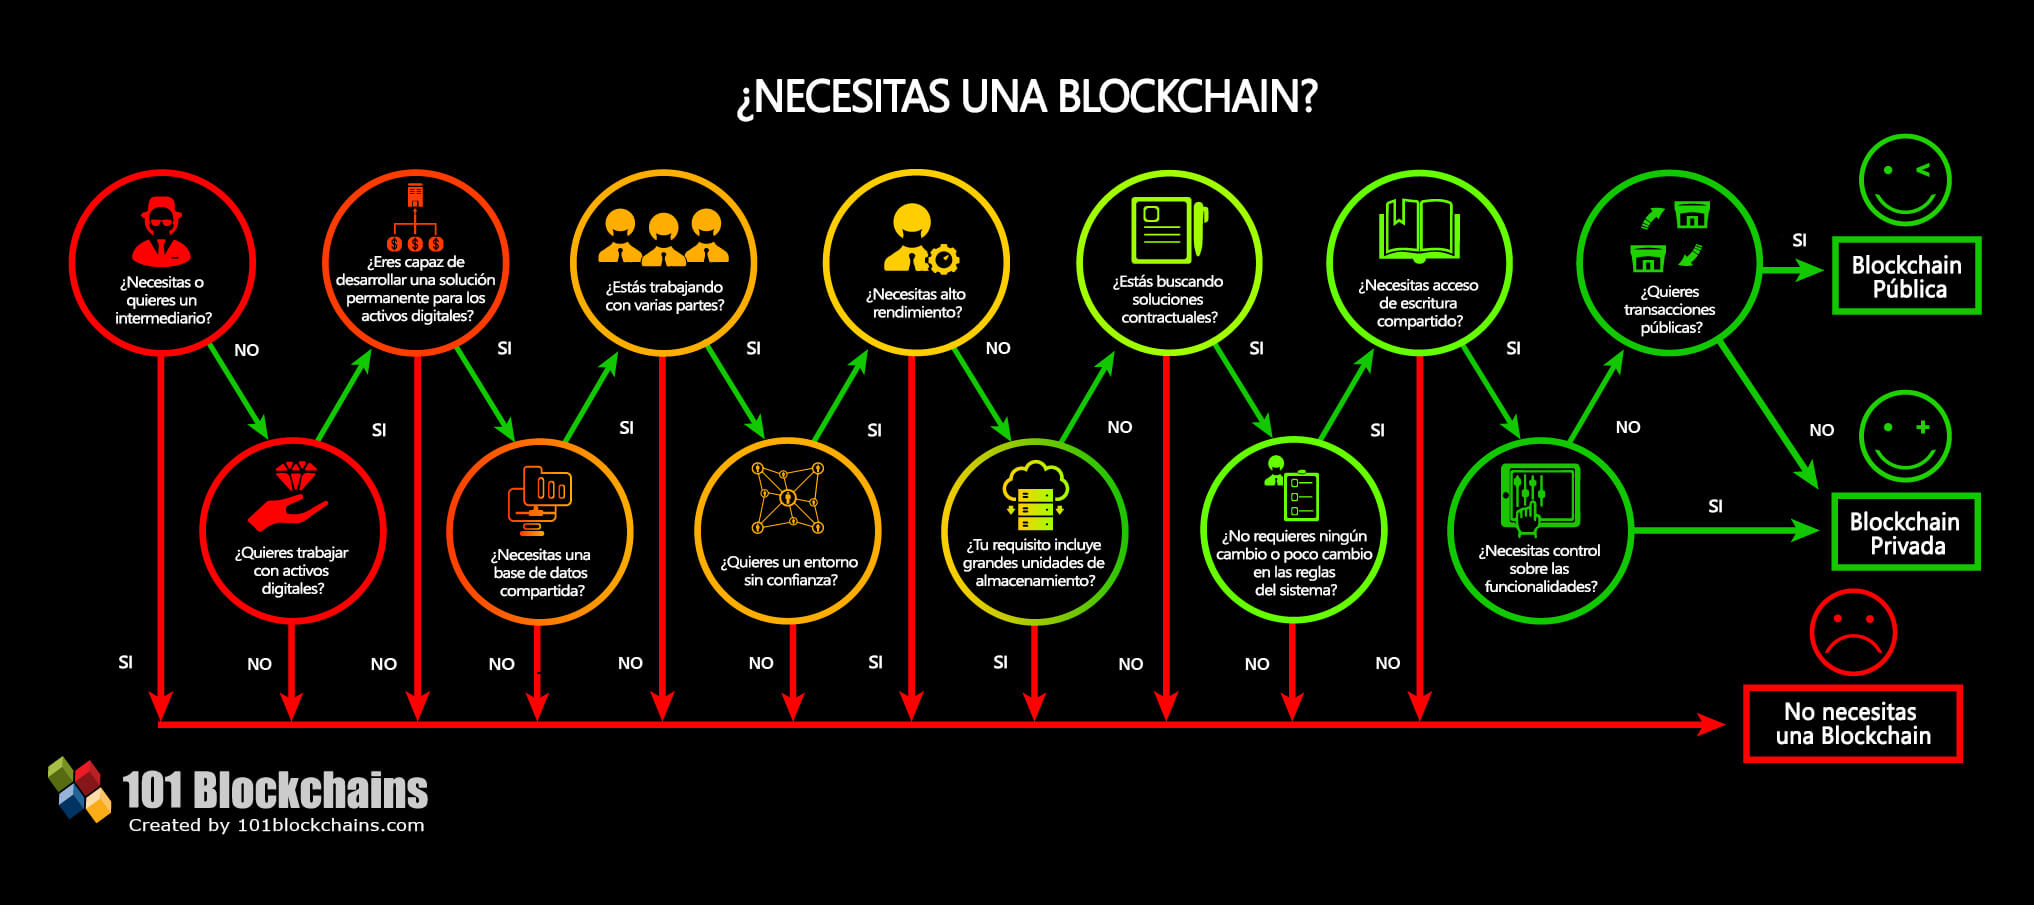 ¿NECESITAS UNA BLOCKCHAIN?
¿Necesitas o
quieres un
intermediario?
NO
SI
¿Quieres trabajar
con activos
digitales?
SI
NO
¿Eres capaz de
desarrollar una solución
permanente para los
activos digitales?
SI
NO
¿Necesitas una
base de datos
compartida?
SI
NO
¿Estás trabajando
con varias partes?
SI
NO
¿Quieres un entorno
sin confianza?
SI
NO
¿Necesitas alto
rendimiento?
NO
SI
¿Tu requisito incluye
grandes unidades de
almacenamiento?
NO
SI
¿Estás buscando
soluciones
contractuales?
SI
NO
¿No requieres ningún
cambio o poco cambio
en las reglas
del sistema?
SI
NO
¿Necesitas acceso
de escritura
compartido?
SI
NO
¿Necesitas control
sobre las
funcionalidades?
NO
SI
¿Quieres
transacciones
públicas?
SI
NO
Blockchain
Pública
Blockchain
Privada
No necesitas
una Blockchain
101 Blockchains
Created by 101blockchains.com